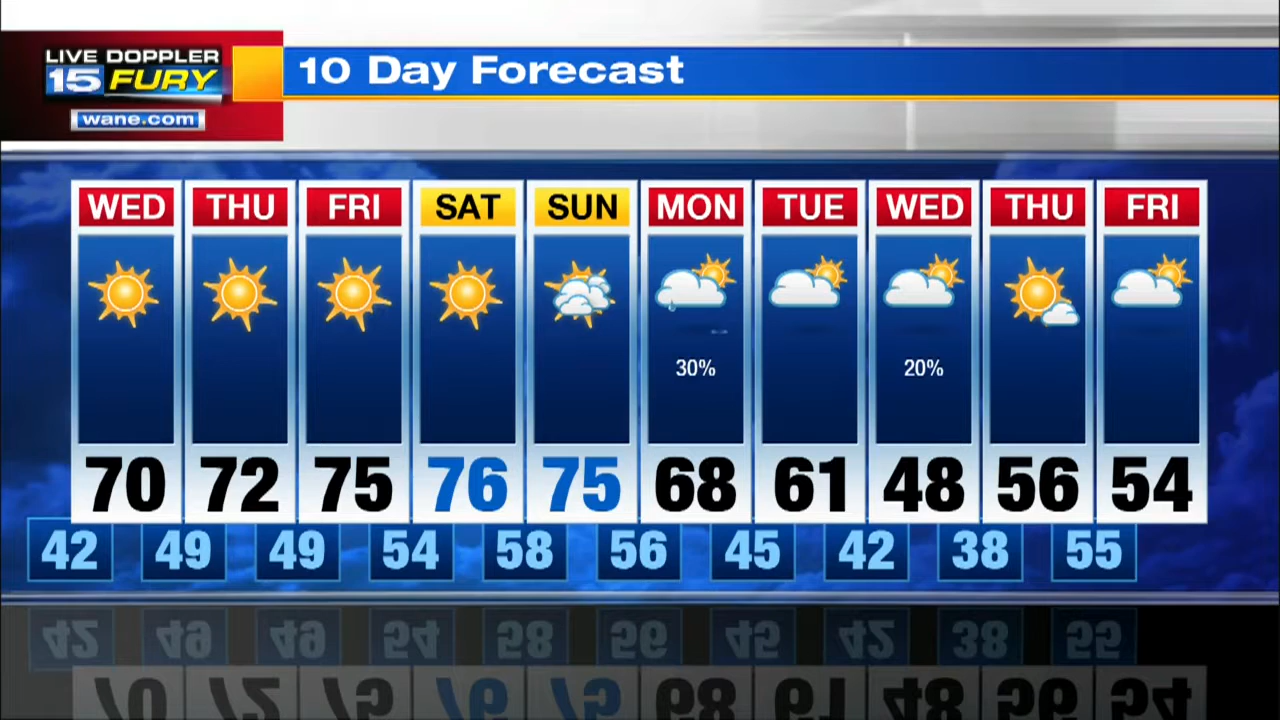 LIVE DOPPLER
15 FURY
wane.com
10 Day Forecast
WED THU FRI SAT SUN MON TUE WED THU FRI
30% 20%
70 72 75 76 75 68 61 48 56 54
42 49 49 54 58 56 45 42 38 55